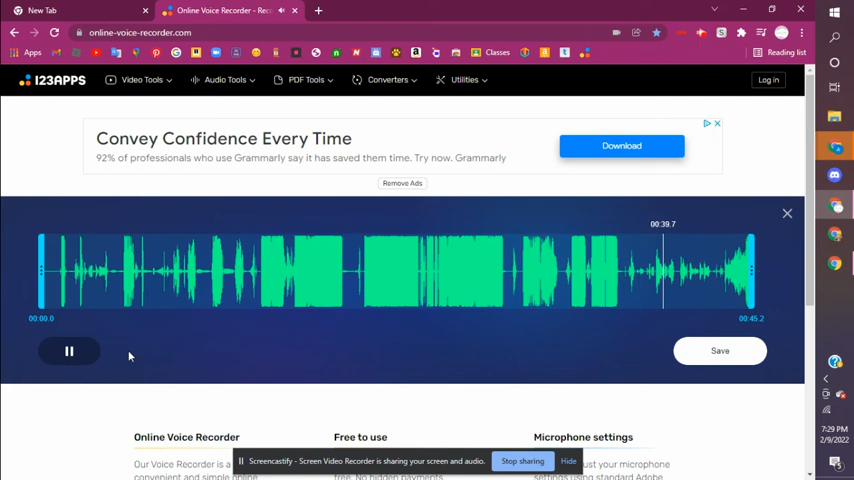 New Tab
Online Voice Recorder - Rec
online-voice-recorder.com
Apps
Classes
Reading list
123APPS
Video Tools
Audio Tools
PDF Tools
Converters
Utilities
Log in
Convey Confidence Every Time
92% of professionals who use Grammarly say it has saved them time. Try now. Grammarly
Download
Remove Ads
00:39.7
00:00.0
00:45.2
Save
Online Voice Recorder
Free to use
Microphone settings
Our Voice Recorder is a
convenient and simple online
free. No hidden payments,
just your microphone
settings using standard Adobe
Screencastify - Screen Video Recorder is sharing your screen and audio.
Stop sharing
Hide
7:29 PM
2/9/2022